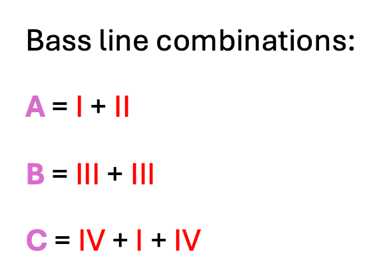 Bass line combinations:
A = I + II
B = III + III
C = IV + I + IV